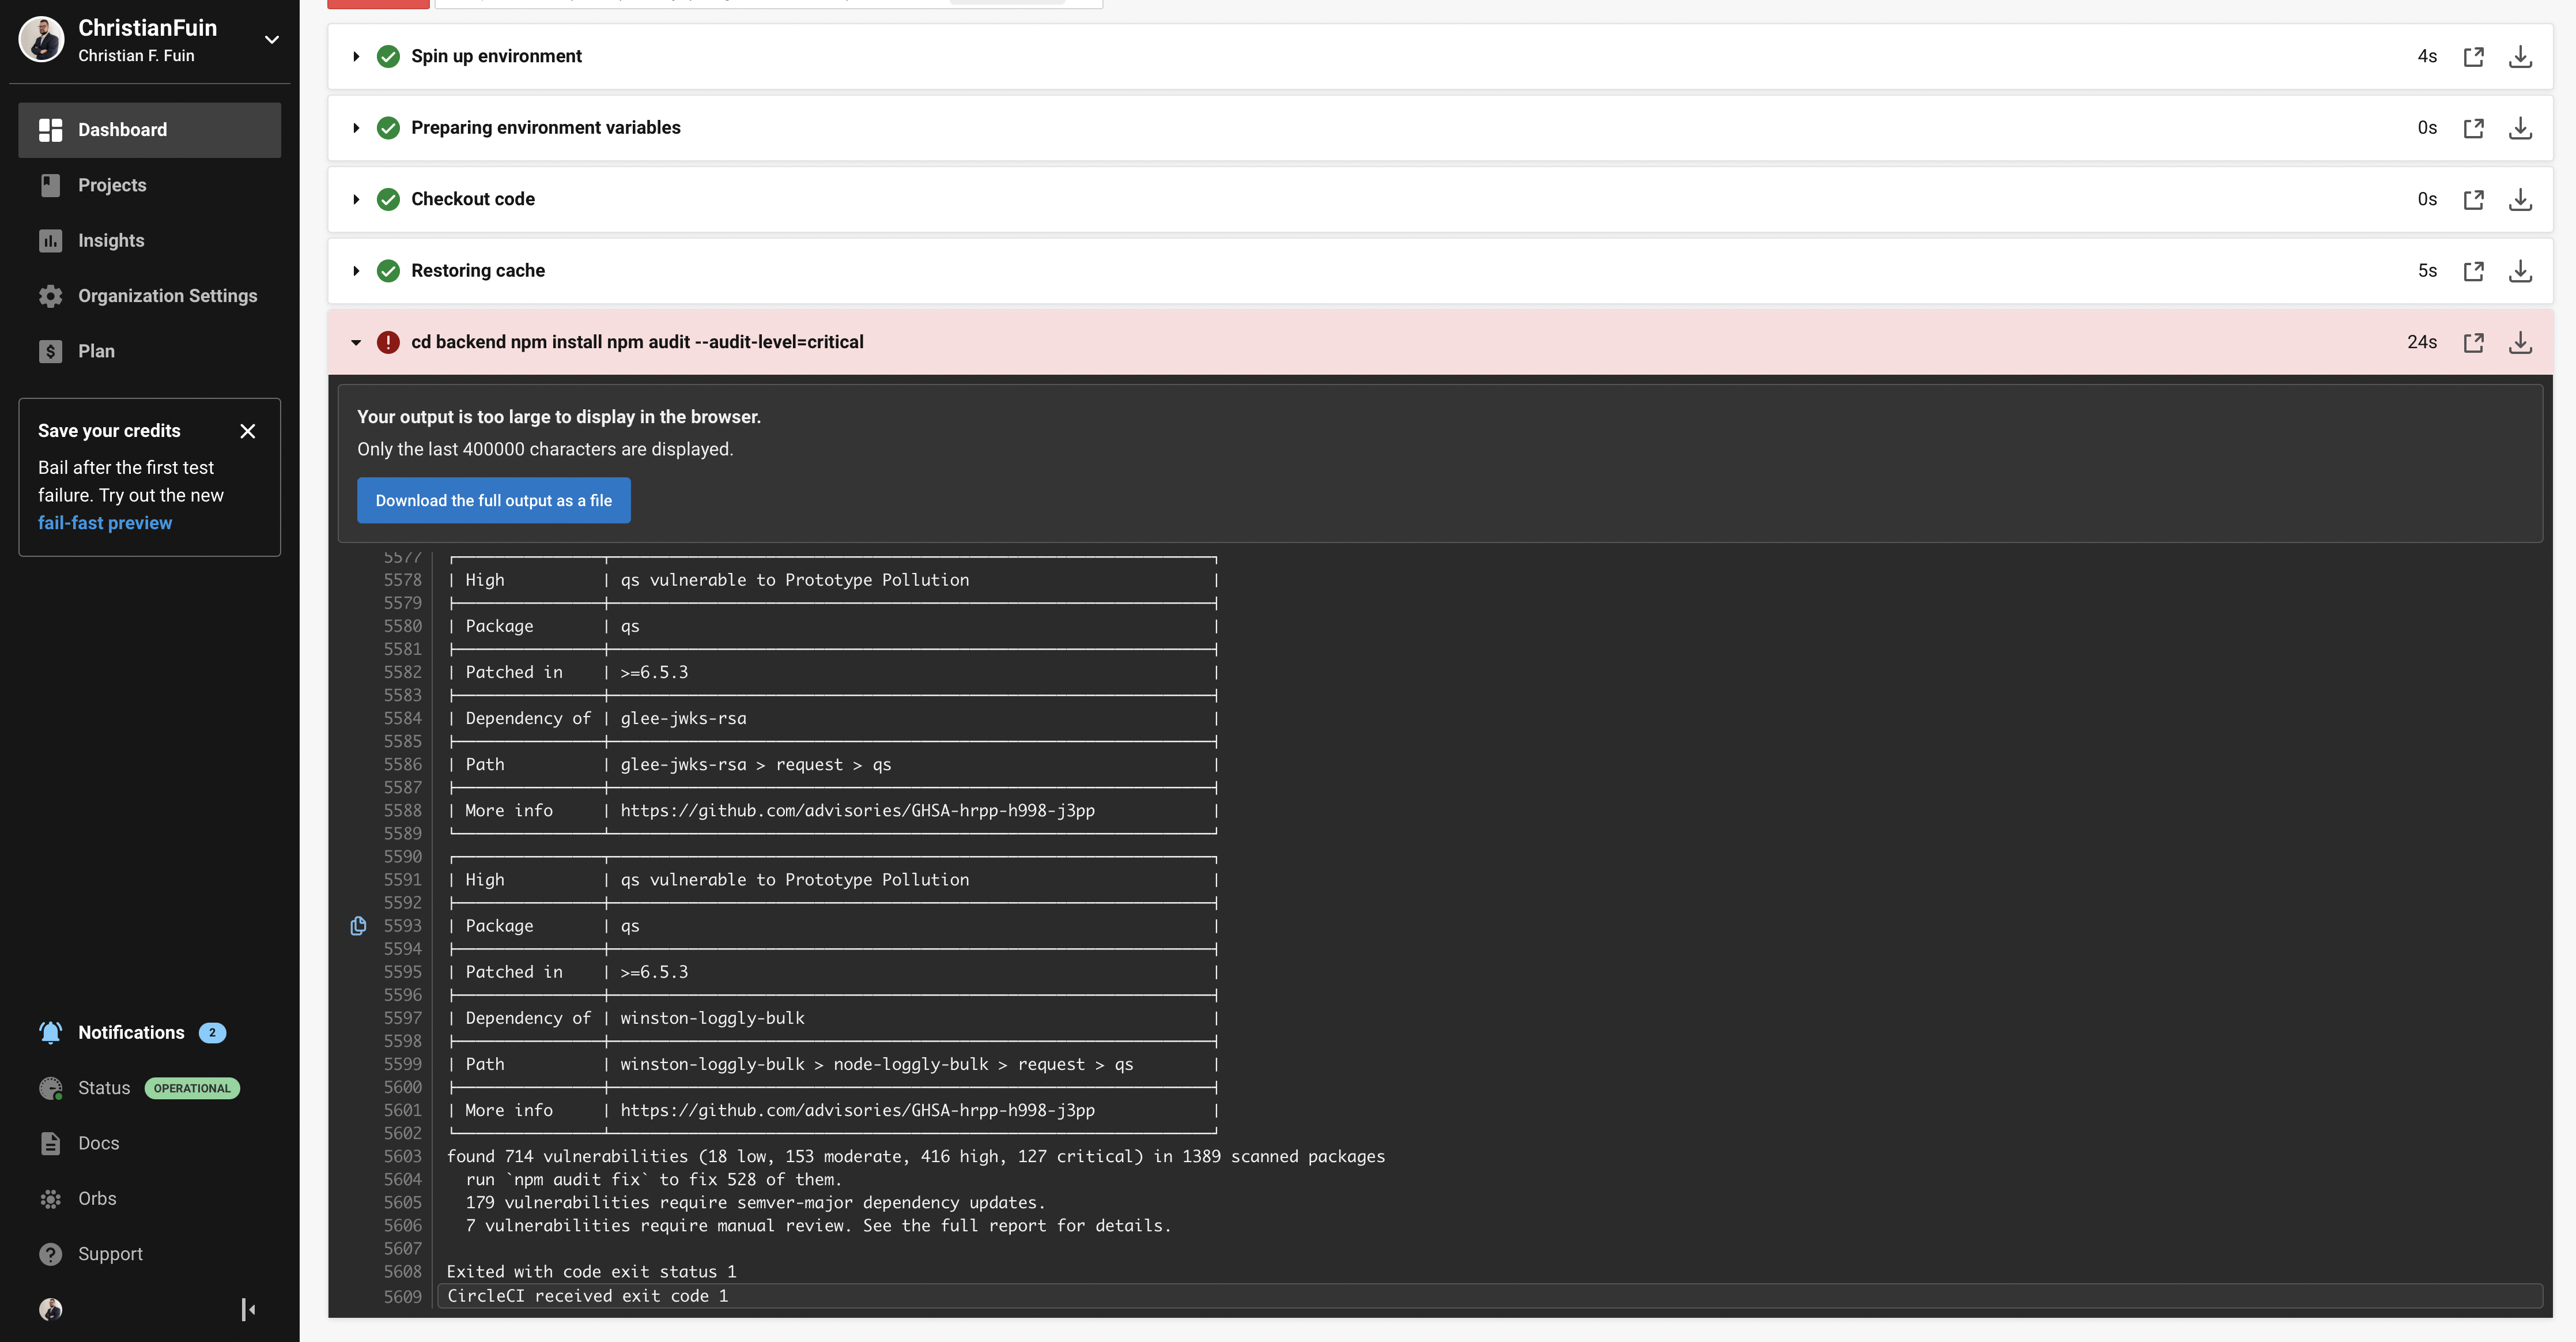 ChristianFuin
Christian F. Fuin
Dashboard
Projects
Insights
Organization Settings
Plan
Save your credits
Bail after the first test
failure. Try out the new
fail-fast preview
Notifications 2
Status OPERATIONAL
Docs
Orbs
Support
Spin up environment 4s
Preparing environment variables 0s
Checkout code 0s
Restoring cache 5s
cd backend npm install npm audit --audit-level=critical 24s
Your output is too large to display in the browser.
Only the last 400000 characters are displayed.
Download the full output as a file
5577
5578 | High | qs vulnerable to Prototype Pollution |
5579
5580 | Package | qs |
5581
5582 | Patched in | >=6.5.3 |
5583
5584 | Dependency of | glee-jwks-rsa |
5585
5586 | Path | glee-jwks-rsa > request > qs |
5587
5588 | More info | https://github.com/advisories/GHSA-hrpp-h998-j3pp |
5589
5590
5591 | High | qs vulnerable to Prototype Pollution |
5592
5593 | Package | qs |
5594
5595 | Patched in | >=6.5.3 |
5596
5597 | Dependency of | winston-loggly-bulk |
5598
5599 | Path | winston-loggly-bulk > node-loggly-bulk > request > qs |
5600
5601 | More info | https://github.com/advisories/GHSA-hrpp-h998-j3pp |
5602
5603 found 714 vulnerabilities (18 low, 153 moderate, 416 high, 127 critical) in 1389 scanned packages
5604 run `npm audit fix` to fix 528 of them.
5605 179 vulnerabilities require semver-major dependency updates.
5606 7 vulnerabilities require manual review. See the full report for details.
5607
5608 Exited with code exit status 1
5609 CircleCI received exit code 1